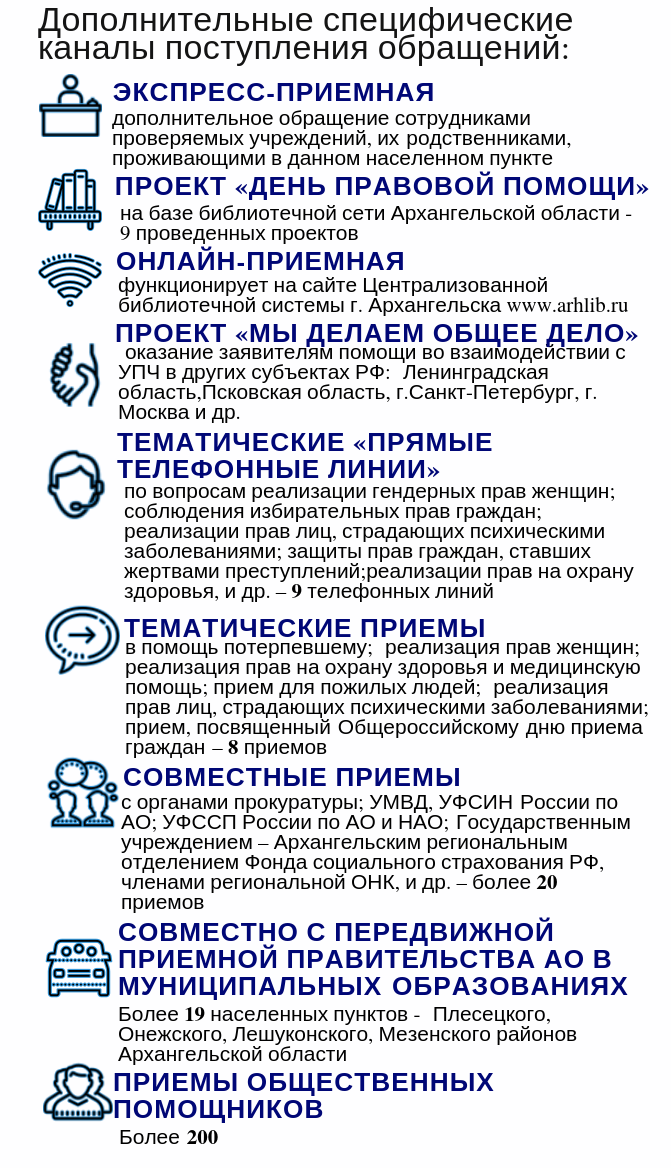 Дополнительные специфические
каналы поступления обращений:
ЭКСПРЕСС-ПРИЕМНАЯ
дополнительное обращение сотрудниками
проверяемых учреждений, их родственниками,
проживающими в данном населенном пункте
ПРОЕКТ «ДЕНЬ ПРАВОВОЙ ПОМОЩИ»
на базе библиотечной сети Архангельской области -
9 проведенных проектов
ОНЛАЙН-ПРИЕМНАЯ
функционирует на сайте Централизованной
библиотечной системы г. Архангельска www.arhlib.ru
ПРОЕКТ «МЫ ДЕЛАЕМ ОБЩЕЕ ДЕЛО»
оказание заявителям помощи во взаимодействии с
УПЧ в других субъектах РФ: Ленинградская
область,Псковская область, г.Санкт-Петербург, г.
Москва и др.
ТЕМАТИЧЕСКИЕ «ПРЯМЫЕ
ТЕЛЕФОННЫЕ ЛИНИИ»
по вопросам реализации гендерных прав женщин;
соблюдения избирательных прав граждан;
реализации прав лиц, страдающих психическими
заболеваниями; защиты прав граждан, ставших
жертвами преступлений;реализации прав на охрану
здоровья, и др. – 9 телефонных линий
ТЕМАТИЧЕСКИЕ ПРИЕМЫ
в помощь потерпевшему; реализация прав женщин;
реализация прав на охрану здоровья и медицинскую
помощь; прием для пожилых людей; реализация
прав лиц, страдающих психическими заболеваниями;
прием, посвященный Общероссийскому дню приема
граждан – 8 приемов
СОВМЕСТНЫЕ ПРИЕМЫ
с органами прокуратуры; УМВД, УФСИН России по
АО; УФССП России по АО и НАО; Государственным
учреждением – Архангельским региональным
отделением Фонда социального страхования РФ,
членами региональной ОНК, и др. – более 20
приемов
СОВМЕСТНО С ПЕРЕДВИЖНОЙ
ПРИЕМНОЙ ПРАВИТЕЛЬСТВА АО В
МУНИЦИПАЛЬНЫХ ОБРАЗОВАНИЯХ
Более 19 населенных пунктов - Плесецкого,
Онежского, Лешуконского, Мезенского районов
Архангельской области
ПРИЕМЫ ОБЩЕСТВЕННЫХ
ПОМОЩНИКОВ
Более 200